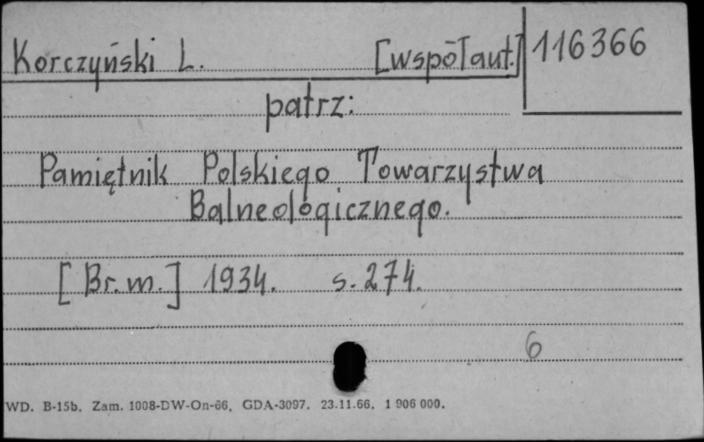 Korczyński L. [współaut.] 116366
patrz:
Pamiętnik Polskiego Towarzystwa
Balneologicznego.
[Br. m.] 1934. s. 274.
6
WD. B-15b. Zam. 1008-DW-On-66. GDA-3097. 23.11.66. 1 906 000.